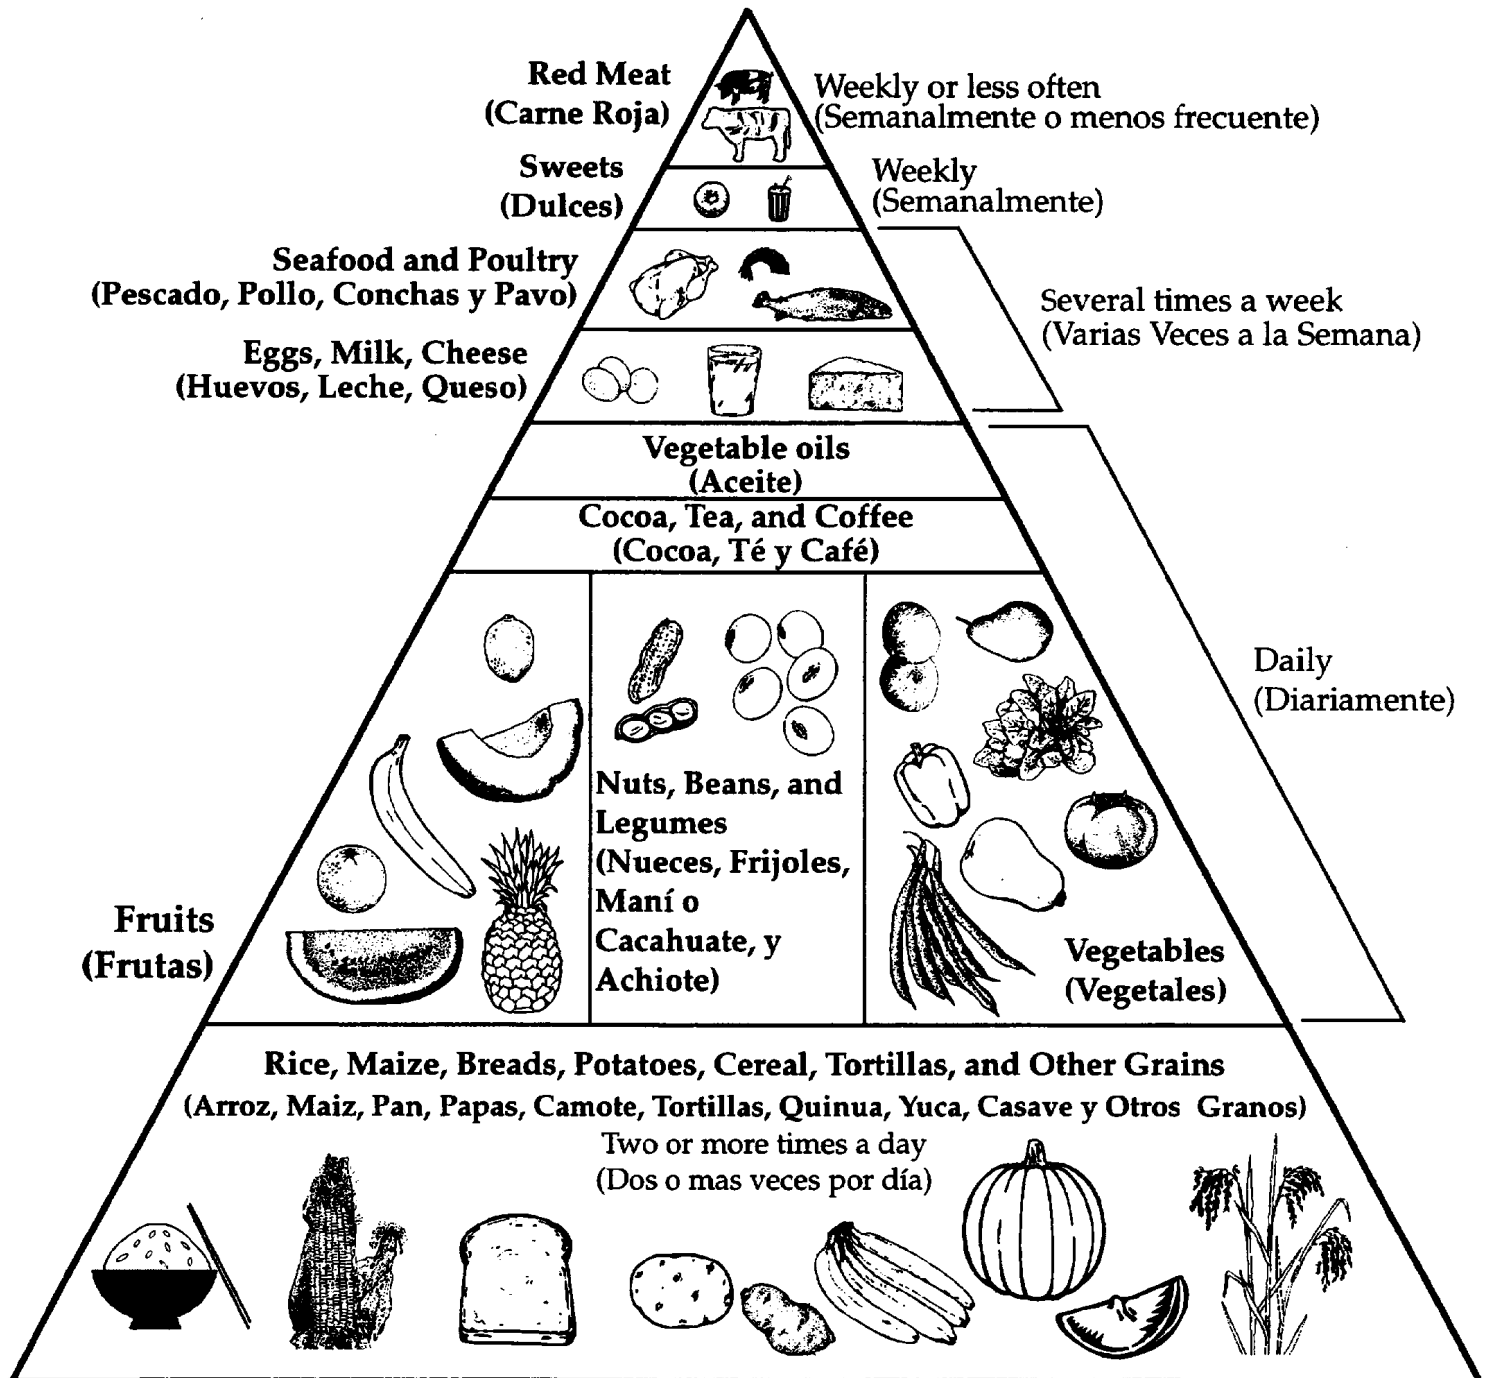 Red Meat
(Carne Roja)
Weekly or less often
(Semanalmente o menos frecuente)
Sweets
(Dulces)
Weekly
(Semanalmente)
Seafood and Poultry
(Pescado, Pollo, Conchas y Pavo)
Several times a week
(Varias Veces a la Semana)
Eggs, Milk, Cheese
(Huevos, Leche, Queso)
Vegetable oils
(Aceite)
Cocoa, Tea, and Coffee
(Cocoa, Té y Café)
Daily
(Diariamente)
Fruits
(Frutas)
Nuts, Beans, and
Legumes
(Nueces, Frijoles,
Maní o
Cacahuate, y
Achiote)
Vegetables
(Vegetales)
Rice, Maize, Breads, Potatoes, Cereal, Tortillas, and Other Grains
(Arroz, Maiz, Pan, Papas, Camote, Tortillas, Quinua, Yuca, Casave y Otros Granos)
Two or more times a day
(Dos o mas veces por día)